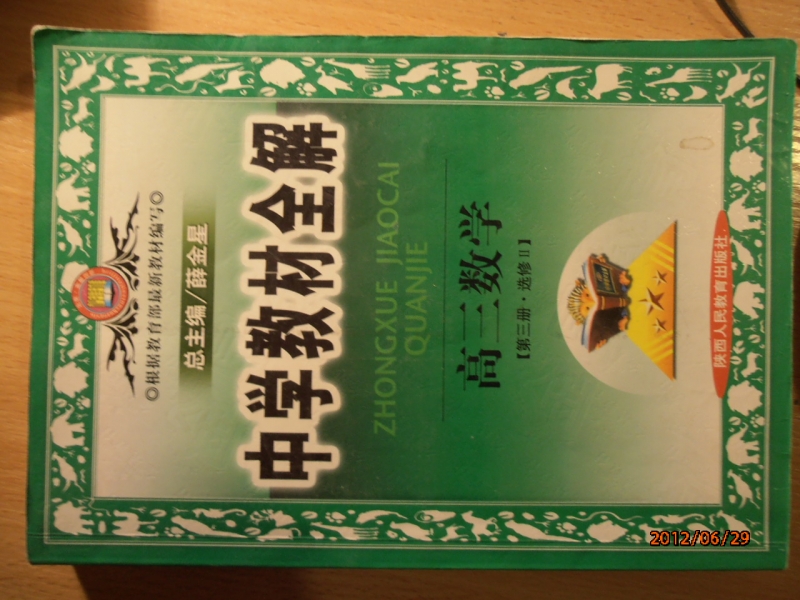 ◎根据教育部最新教材编写◎
总主编/薛金星
中学教材全解
ZHONGXUE JIAOCAI
QUANJIE
高三数学
【第三册·选修II】
陕西人民教育出版社
2012/06/29